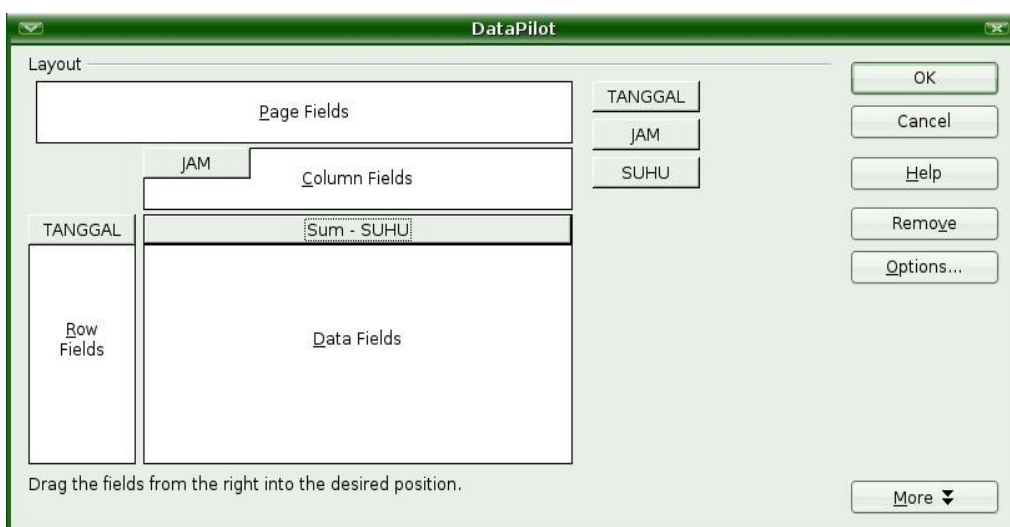 DataPilot
Layout
Page Fields
TANGGAL
JAM
SUHU
JAM
Column Fields
TANGGAL
Sum - SUHU
Row
Fields
Data Fields
Drag the fields from the right into the desired position.
OK
Cancel
Help
Remove
Options...
More